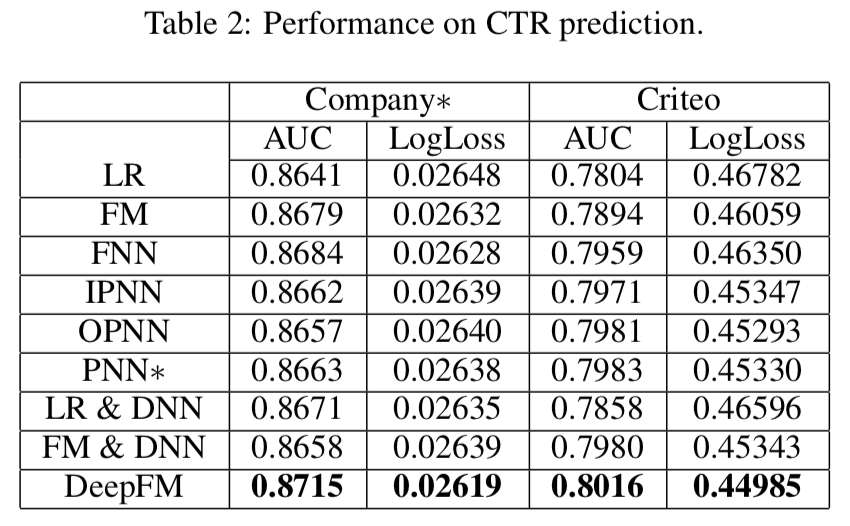 Table 2: Performance on CTR prediction.
Company∗ Criteo
AUC LogLoss AUC LogLoss
LR 0.8641 0.02648 0.7804 0.46782
FM 0.8679 0.02632 0.7894 0.46059
FNN 0.8684 0.02628 0.7959 0.46350
IPNN 0.8662 0.02639 0.7971 0.45347
OPNN 0.8657 0.02640 0.7981 0.45293
PNN∗ 0.8663 0.02638 0.7983 0.45330
LR & DNN 0.8671 0.02635 0.7858 0.46596
FM & DNN 0.8658 0.02639 0.7980 0.45343
DeepFM 0.8715 0.02619 0.8016 0.44985